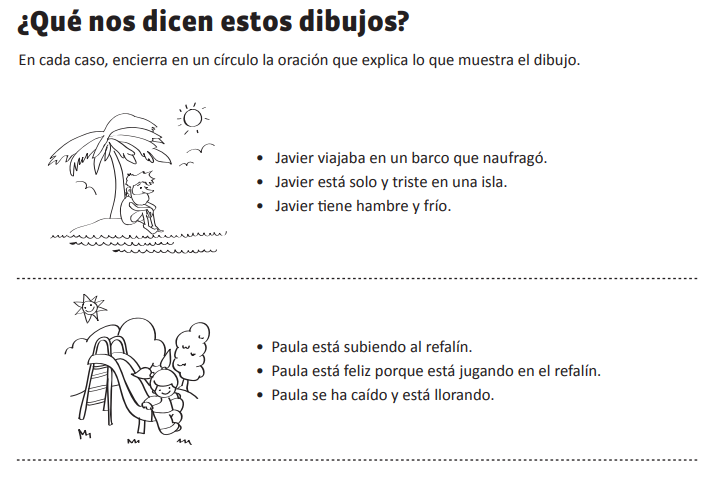 ¿Qué nos dicen estos dibujos?
En cada caso, encierra en un círculo la oración que explica lo que muestra el dibujo.
• Javier viajaba en un barco que naufragó.
• Javier está solo y triste en una isla.
• Javier tiene hambre y frío.
• Paula está subiendo al refalín.
• Paula está feliz porque está jugando en el refalín.
• Paula se ha caído y está llorando.